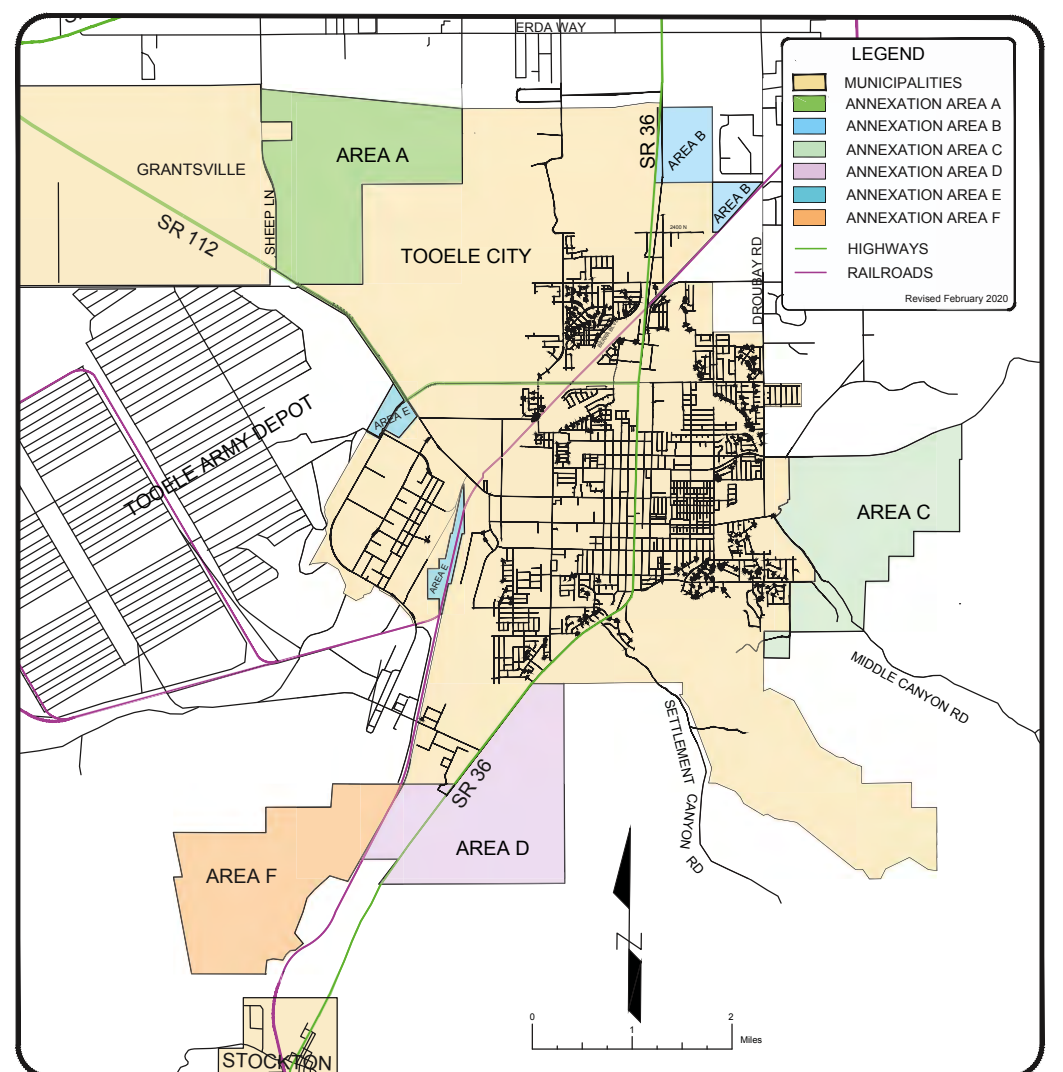 ERDA WAY
LEGEND
MUNICIPALITIES
ANNEXATION AREA A
ANNEXATION AREA B
ANNEXATION AREA C
ANNEXATION AREA D
ANNEXATION AREA E
ANNEXATION AREA F
HIGHWAYS
RAILROADS
Revised February 2020
SR 36
AREA B
AREA A
GRANTSVILLE
SHEEP LN
SR 112
AREA B
2400 N
TOOELE CITY
DROUBAY RD
TOOELE ARMY DEPOT
AREA E
AREA C
AREA E
MIDDLE CANYON RD
SETTLEMENT CANYON RD
SR 36
AREA D
AREA F
N
0
1
2
Miles
STOCKTON